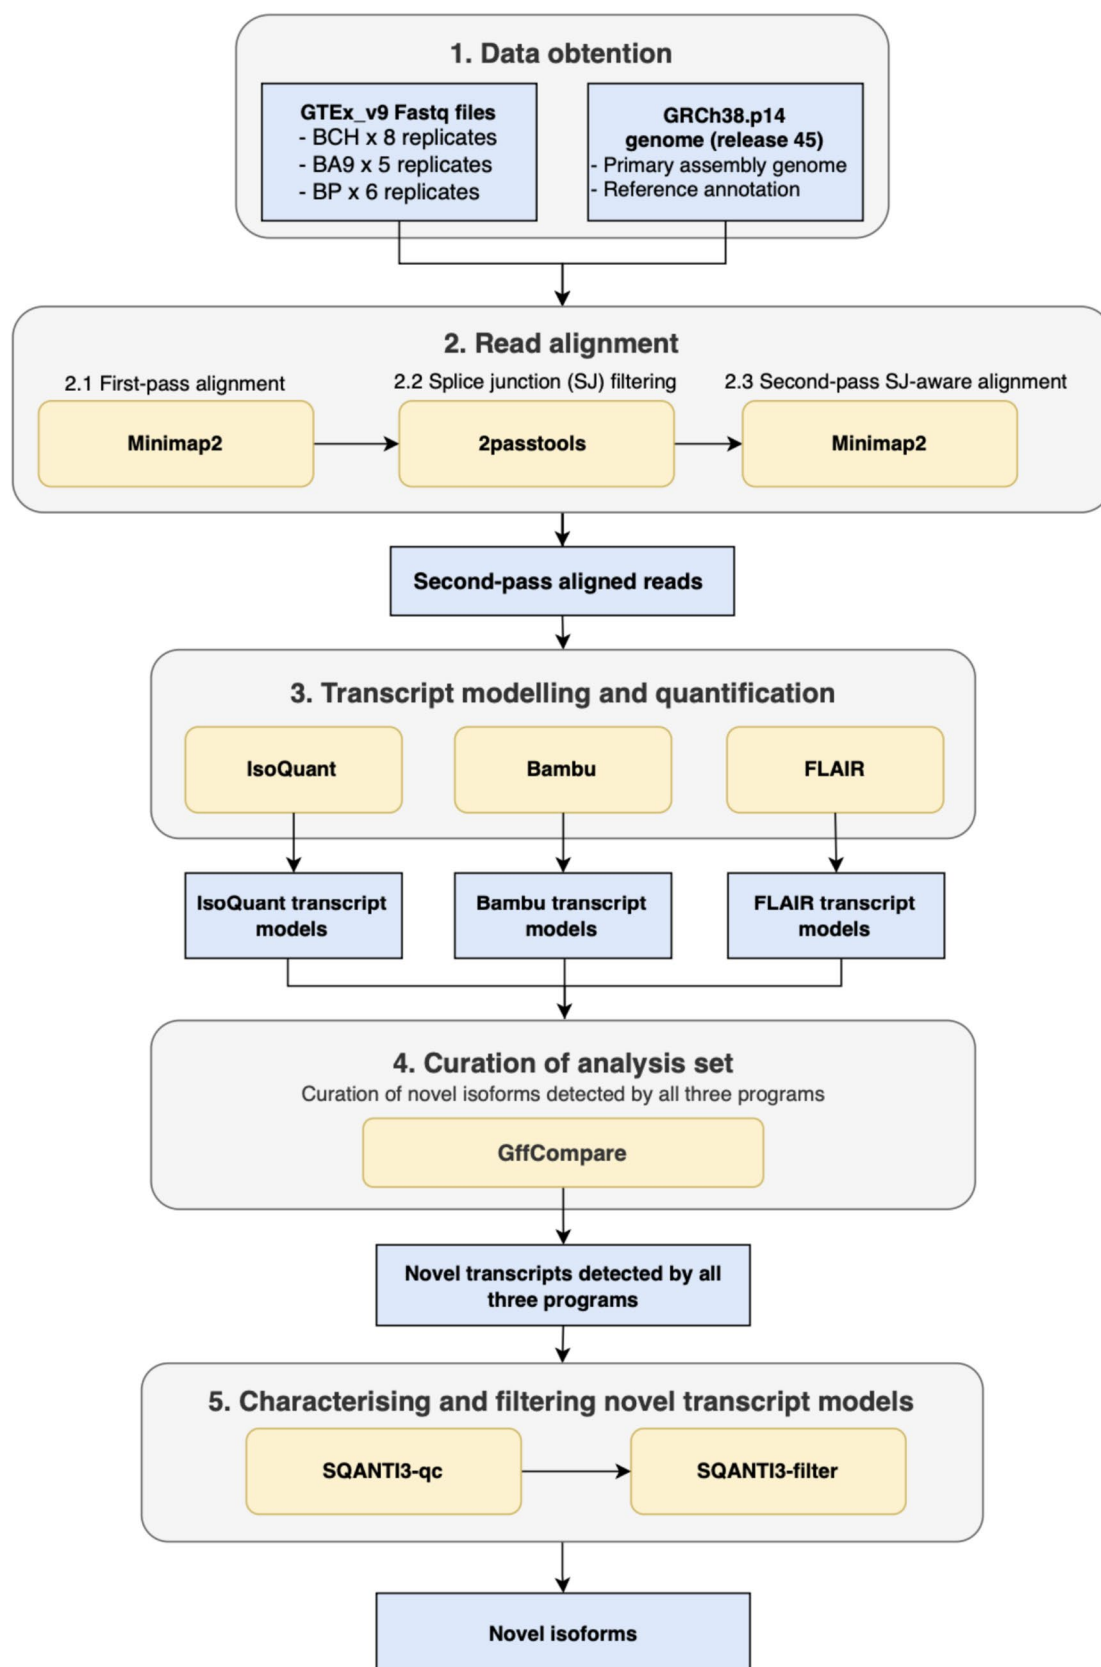 1. Data obtention
GTEx_v9 Fastq files
- BCH x 8 replicates
- BA9 x 5 replicates
- BP x 6 replicates
GRCh38.p14
genome (release 45)
- Primary assembly genome
- Reference annotation
2. Read alignment
2.1 First-pass alignment
2.2 Splice junction (SJ) filtering
2.3 Second-pass SJ-aware alignment
Minimap2
2passtools
Minimap2
Second-pass aligned reads
3. Transcript modelling and quantification
IsoQuant
Bambu
FLAIR
IsoQuant transcript
models
Bambu transcript
models
FLAIR transcript
models
4. Curation of analysis set
Curation of novel isoforms detected by all three programs
GffCompare
Novel transcripts detected by all
three programs
5. Characterising and filtering novel transcript models
SQANTI3-qc
SQANTI3-filter
Novel isoforms